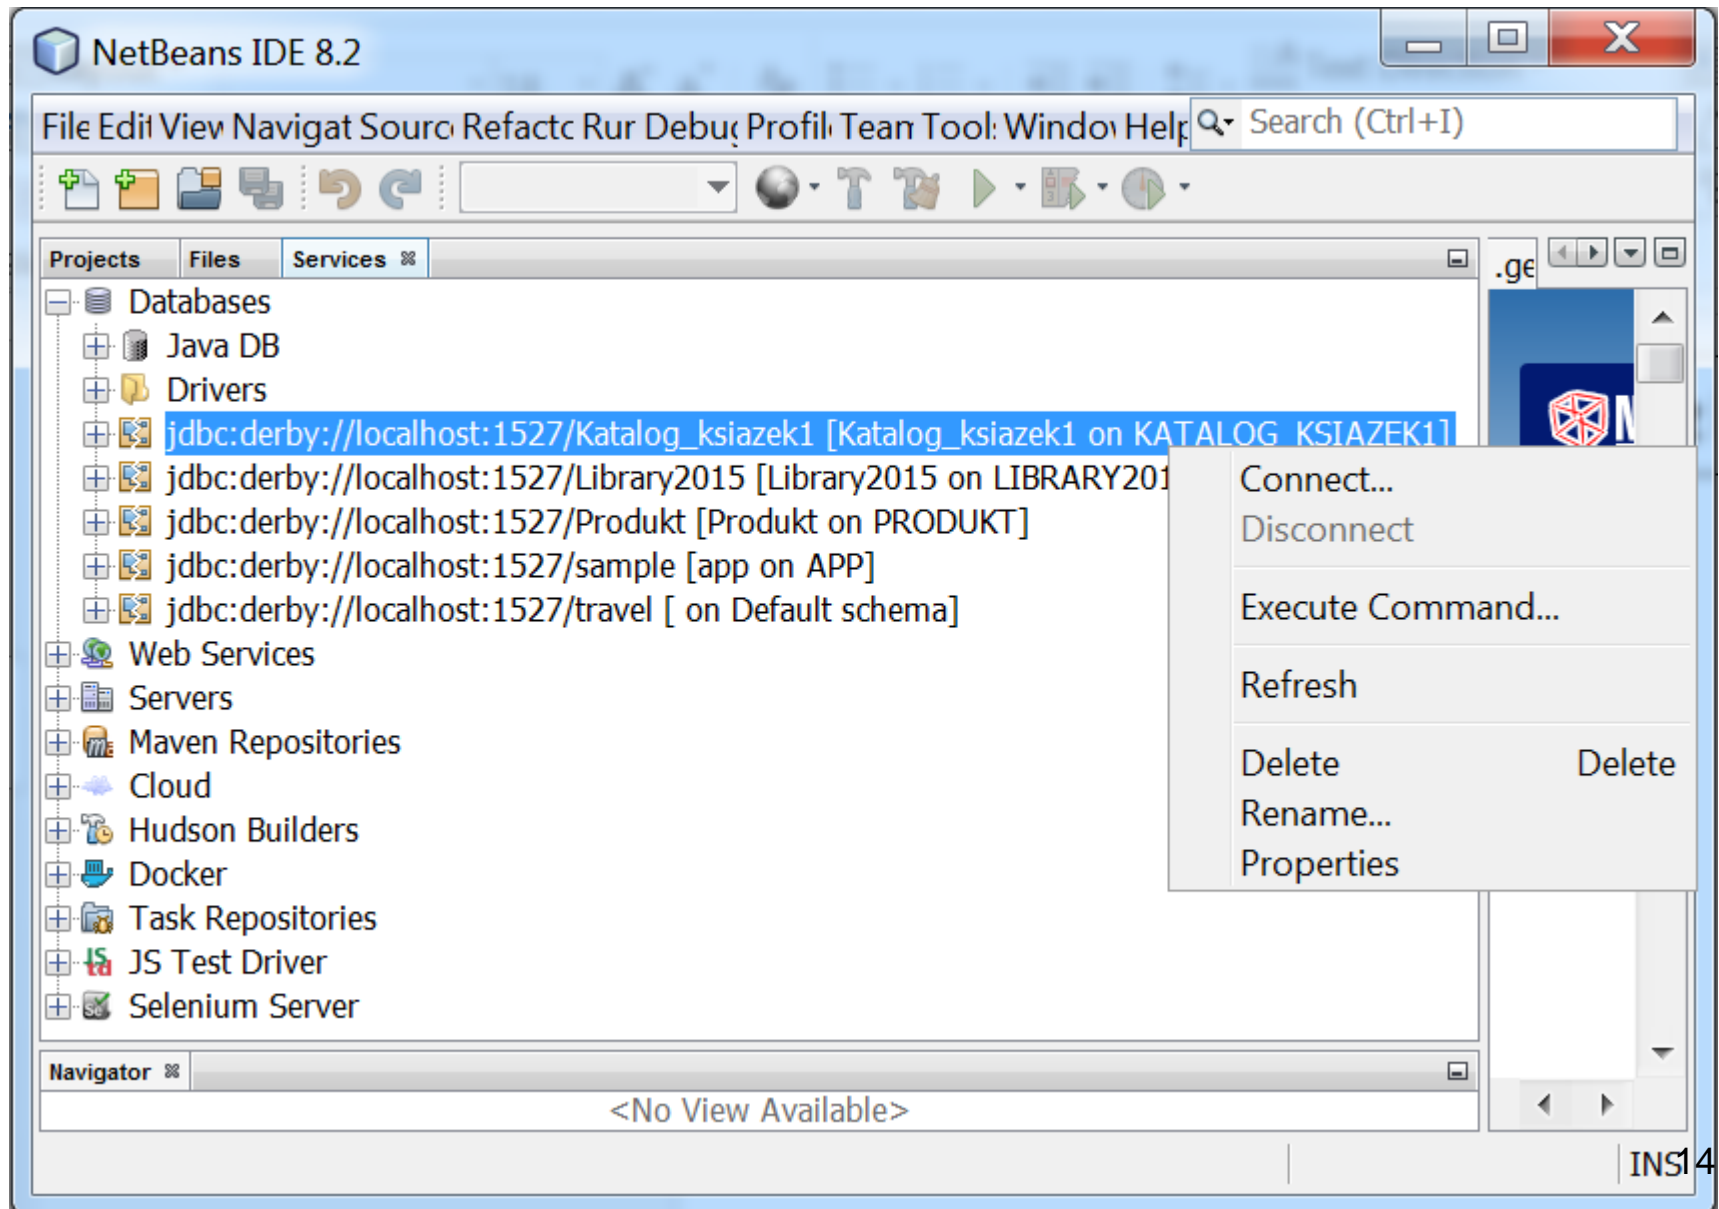 NetBeans IDE 8.2
File Edit View Navigat Sourc Refactc Rur Debug Profil Team Tool Window Help Search (Ctrl+I)
Projects Files Services
.ge
Databases
Java DB
Drivers
jdbc:derby://localhost:1527/Katalog_ksiazek1 [Katalog_ksiazek1 on KATALOG_KSIAZEK1]
jdbc:derby://localhost:1527/Library2015 [Library2015 on LIBRARY201
jdbc:derby://localhost:1527/Produkt [Produkt on PRODUKT]
jdbc:derby://localhost:1527/sample [app on APP]
jdbc:derby://localhost:1527/travel [ on Default schema]
Web Services
Servers
Maven Repositories
Cloud
Hudson Builders
Docker
Task Repositories
JS Test Driver
Selenium Server
Connect...
Disconnect
Execute Command...
Refresh
Delete Delete
Rename...
Properties
Navigator
<No View Available>
INS
14